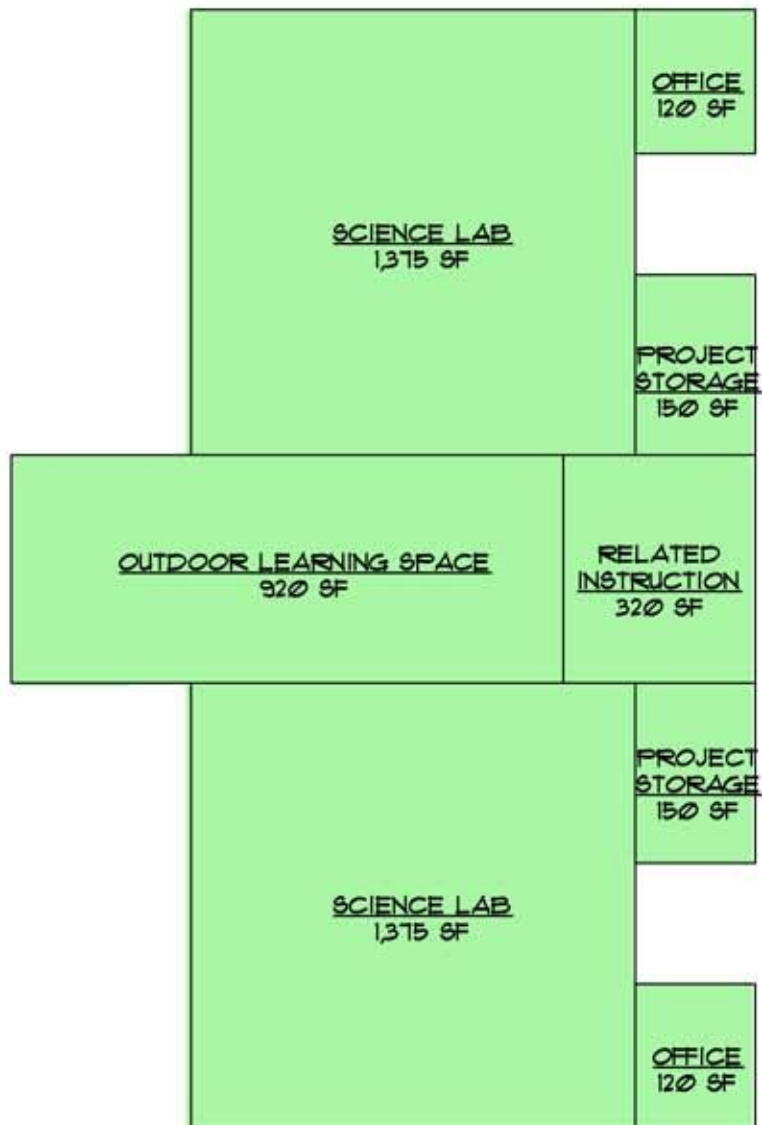 OFFICE
120 SF
SCIENCE LAB
1,375 SF
PROJECT
STORAGE
150 SF
OUTDOOR LEARNING SPACE
920 SF
RELATED
INSTRUCTION
320 SF
PROJECT
STORAGE
150 SF
SCIENCE LAB
1,375 SF
OFFICE
120 SF